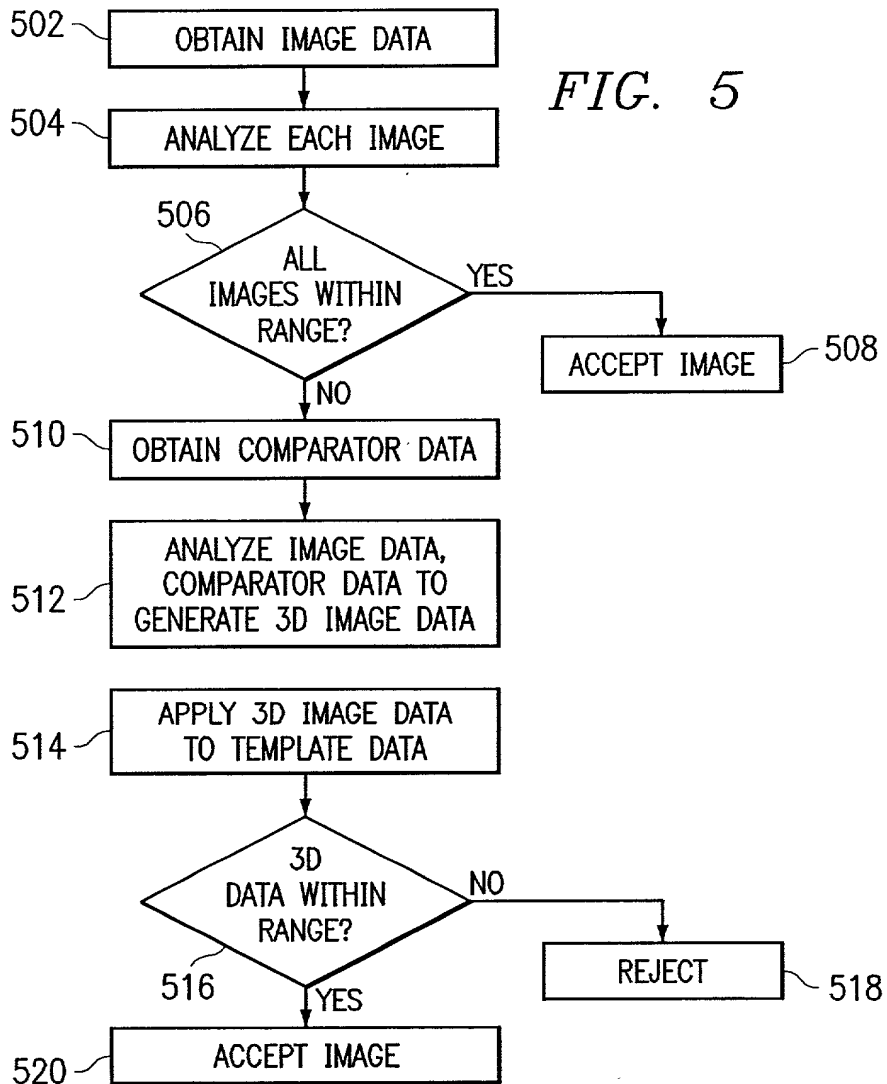 502
OBTAIN IMAGE DATA
FIG. 5
504
ANALYZE EACH IMAGE
506
ALL
IMAGES WITHIN
RANGE?
YES
ACCEPT IMAGE
508
NO
510
OBTAIN COMPARATOR DATA
512
ANALYZE IMAGE DATA,
COMPARATOR DATA TO
GENERATE 3D IMAGE DATA
514
APPLY 3D IMAGE DATA
TO TEMPLATE DATA
3D
DATA WITHIN
RANGE?
NO
516
REJECT
518
YES
520
ACCEPT IMAGE